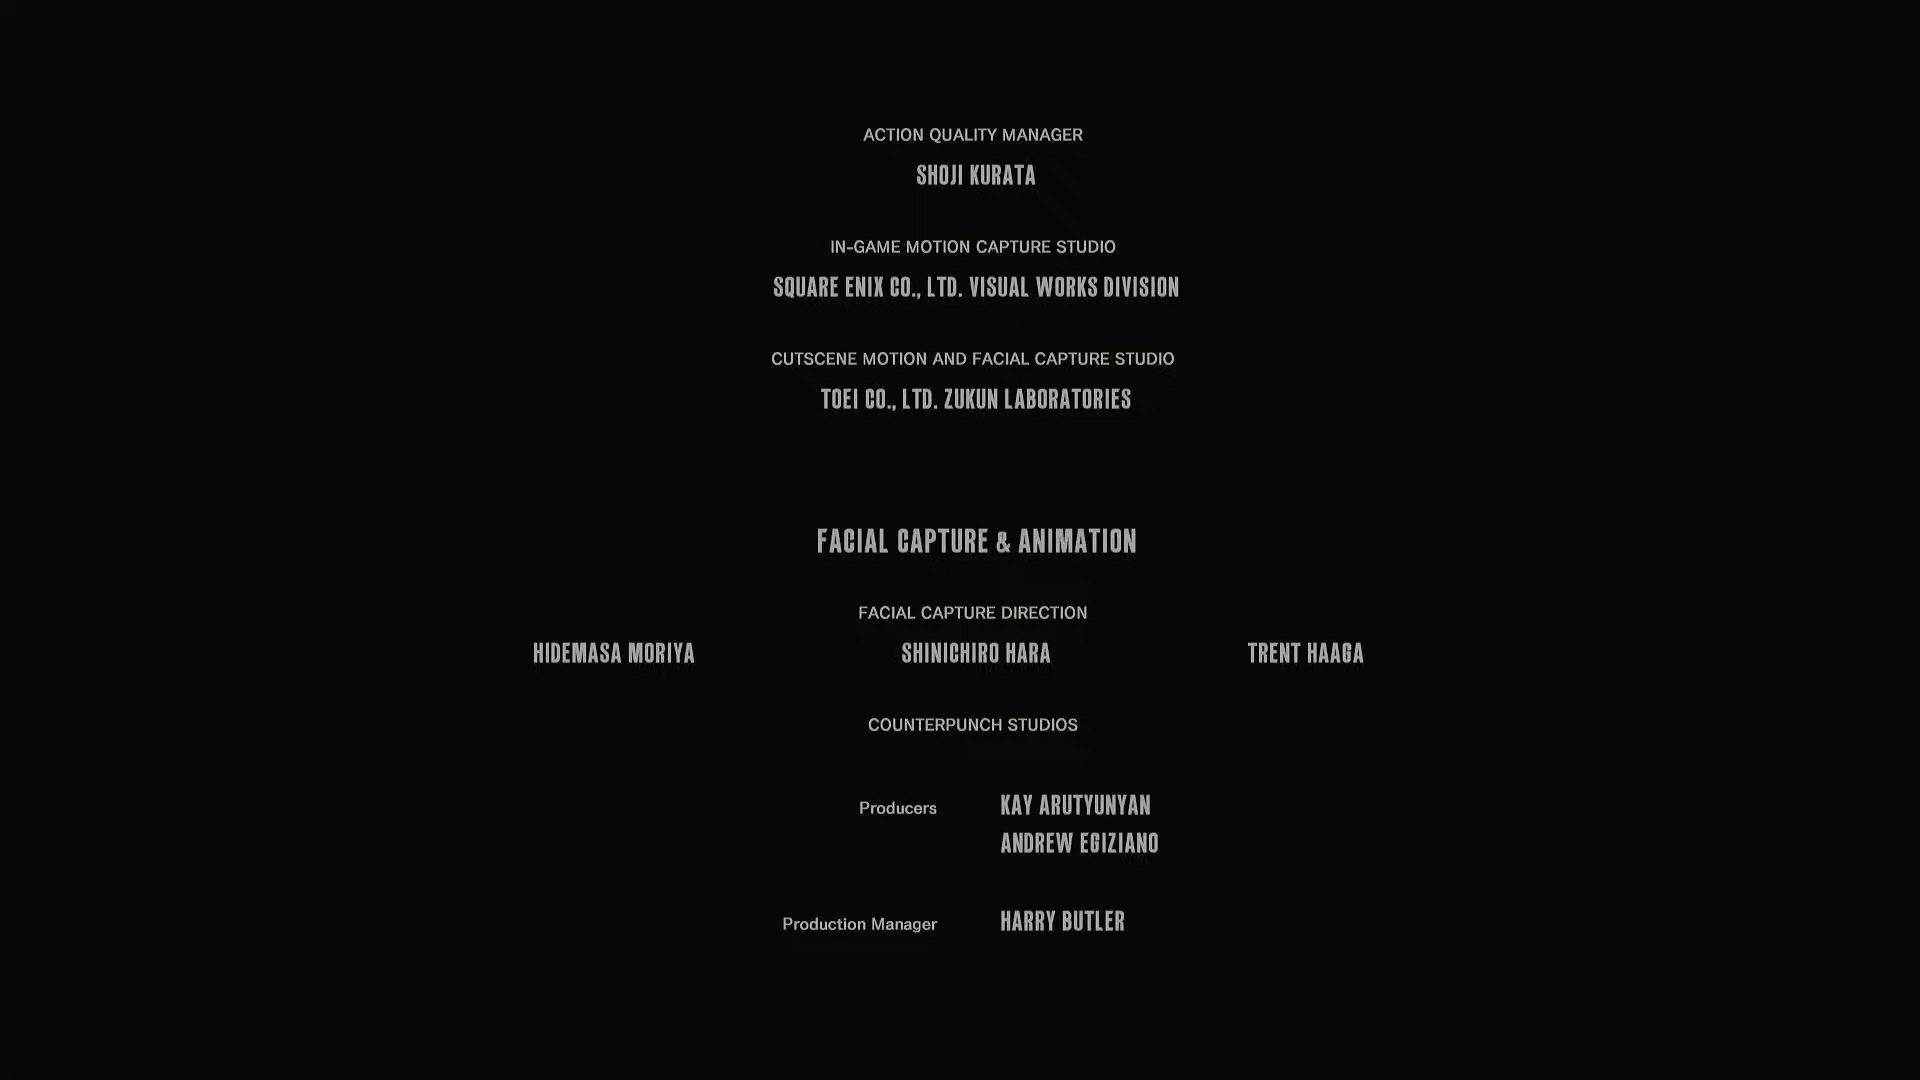 ACTION QUALITY MANAGER
SHOJI KURATA
IN-GAME MOTION CAPTURE STUDIO
SQUARE ENIX CO., LTD. VISUAL WORKS DIVISION
CUTSCENE MOTION AND FACIAL CAPTURE STUDIO
TOEI CO., LTD. ZUKUN LABORATORIES
FACIAL CAPTURE & ANIMATION
FACIAL CAPTURE DIRECTION
HIDEMASA MORIYA SHINICHIRO HARA TRENT HAAGA
COUNTERPUNCH STUDIOS
Producers KAY ARUTYUNYAN
ANDREW EGIZIANO
Production Manager HARRY BUTLER